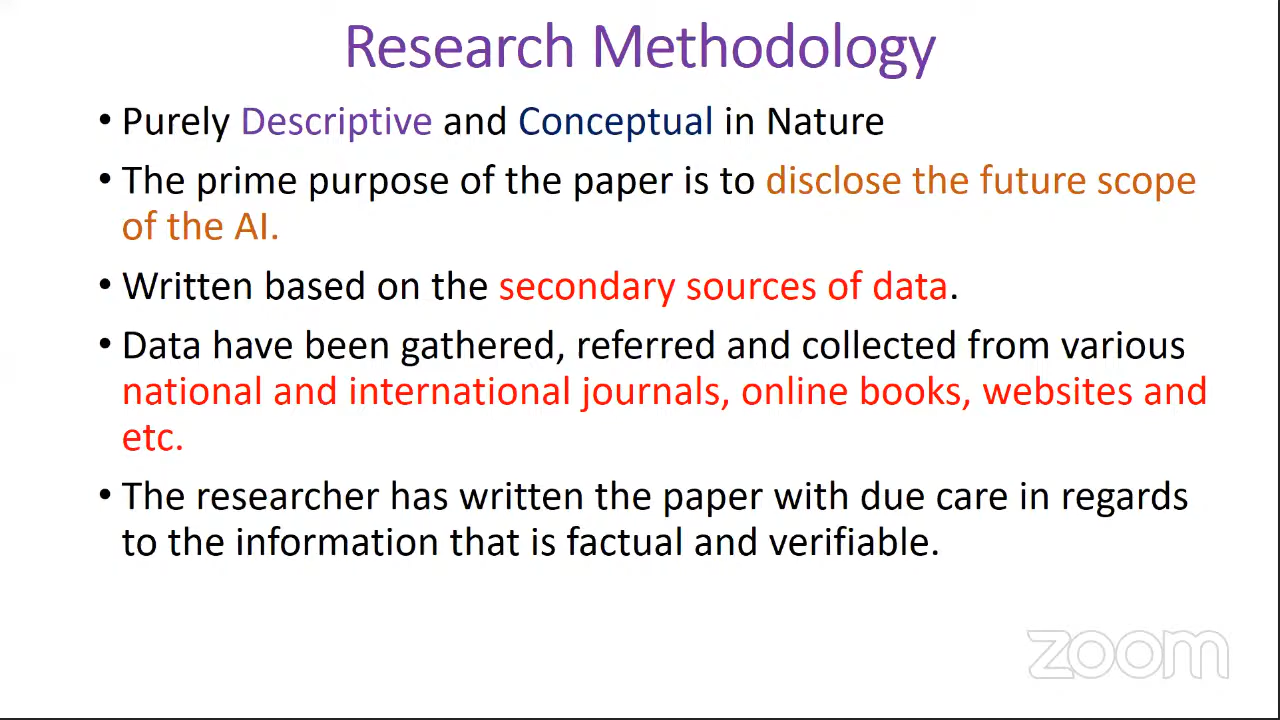 Research Methodology
• Purely Descriptive and Conceptual in Nature
• The prime purpose of the paper is to disclose the future scope
of the AI.
• Written based on the secondary sources of data.
• Data have been gathered, referred and collected from various
national and international journals, online books, websites and
etc.
• The researcher has written the paper with due care in regards
to the information that is factual and verifiable.
zoom